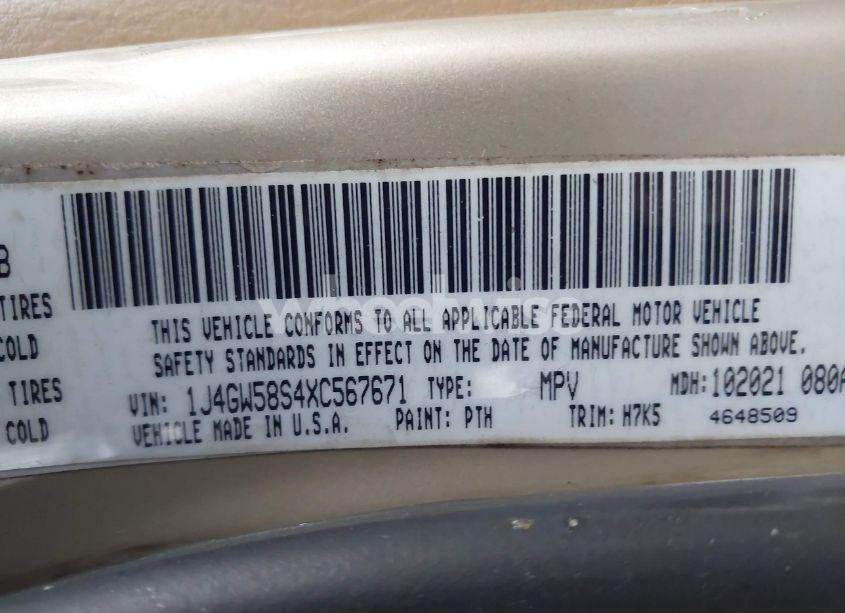 B
TIRES
COLD
TIRES
COLD
wheelwise
THIS VEHICLE CONFORMS TO ALL APPLICABLE FEDERAL MOTOR VEHICLE
SAFETY STANDARDS IN EFFECT ON THE DATE OF MANUFACTURE SHOWN ABOVE.
VIN: 1J4GW58S4XC567671 TYPE: MPV MDH:102021 080A
VEHICLE MADE IN U.S.A. PAINT: PTH TRIM: H7K5 4648509